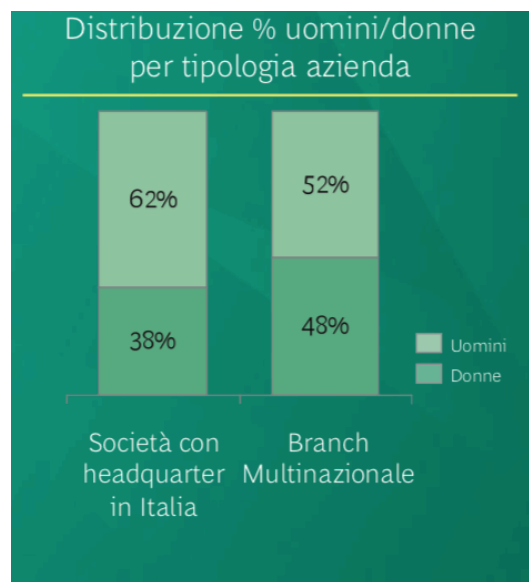 Distribuzione % uomini/donne
per tipologia azienda
62%
52%
38%
48%
Uomini
Donne
Società con
headquarter
in Italia
Branch
Multinazionale